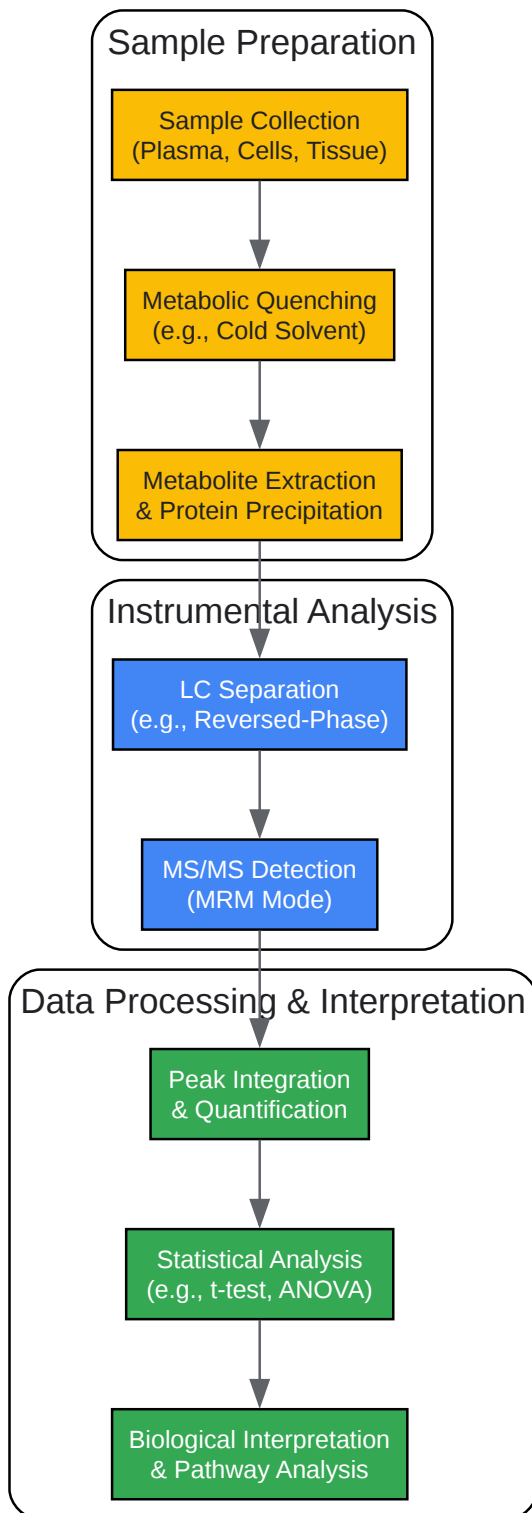 Sample Preparation
Sample Collection
(Plasma, Cells, Tissue)
Metabolic Quenching
(e.g., Cold Solvent)
Metabolite Extraction
& Protein Precipitation
Instrumental Analysis
LC Separation
(e.g., Reversed-Phase)
MS/MS Detection
(MRM Mode)
Data Processing & Interpretation
Peak Integration
& Quantification
Statistical Analysis
(e.g., t-test, ANOVA)
Biological Interpretation
& Pathway Analysis